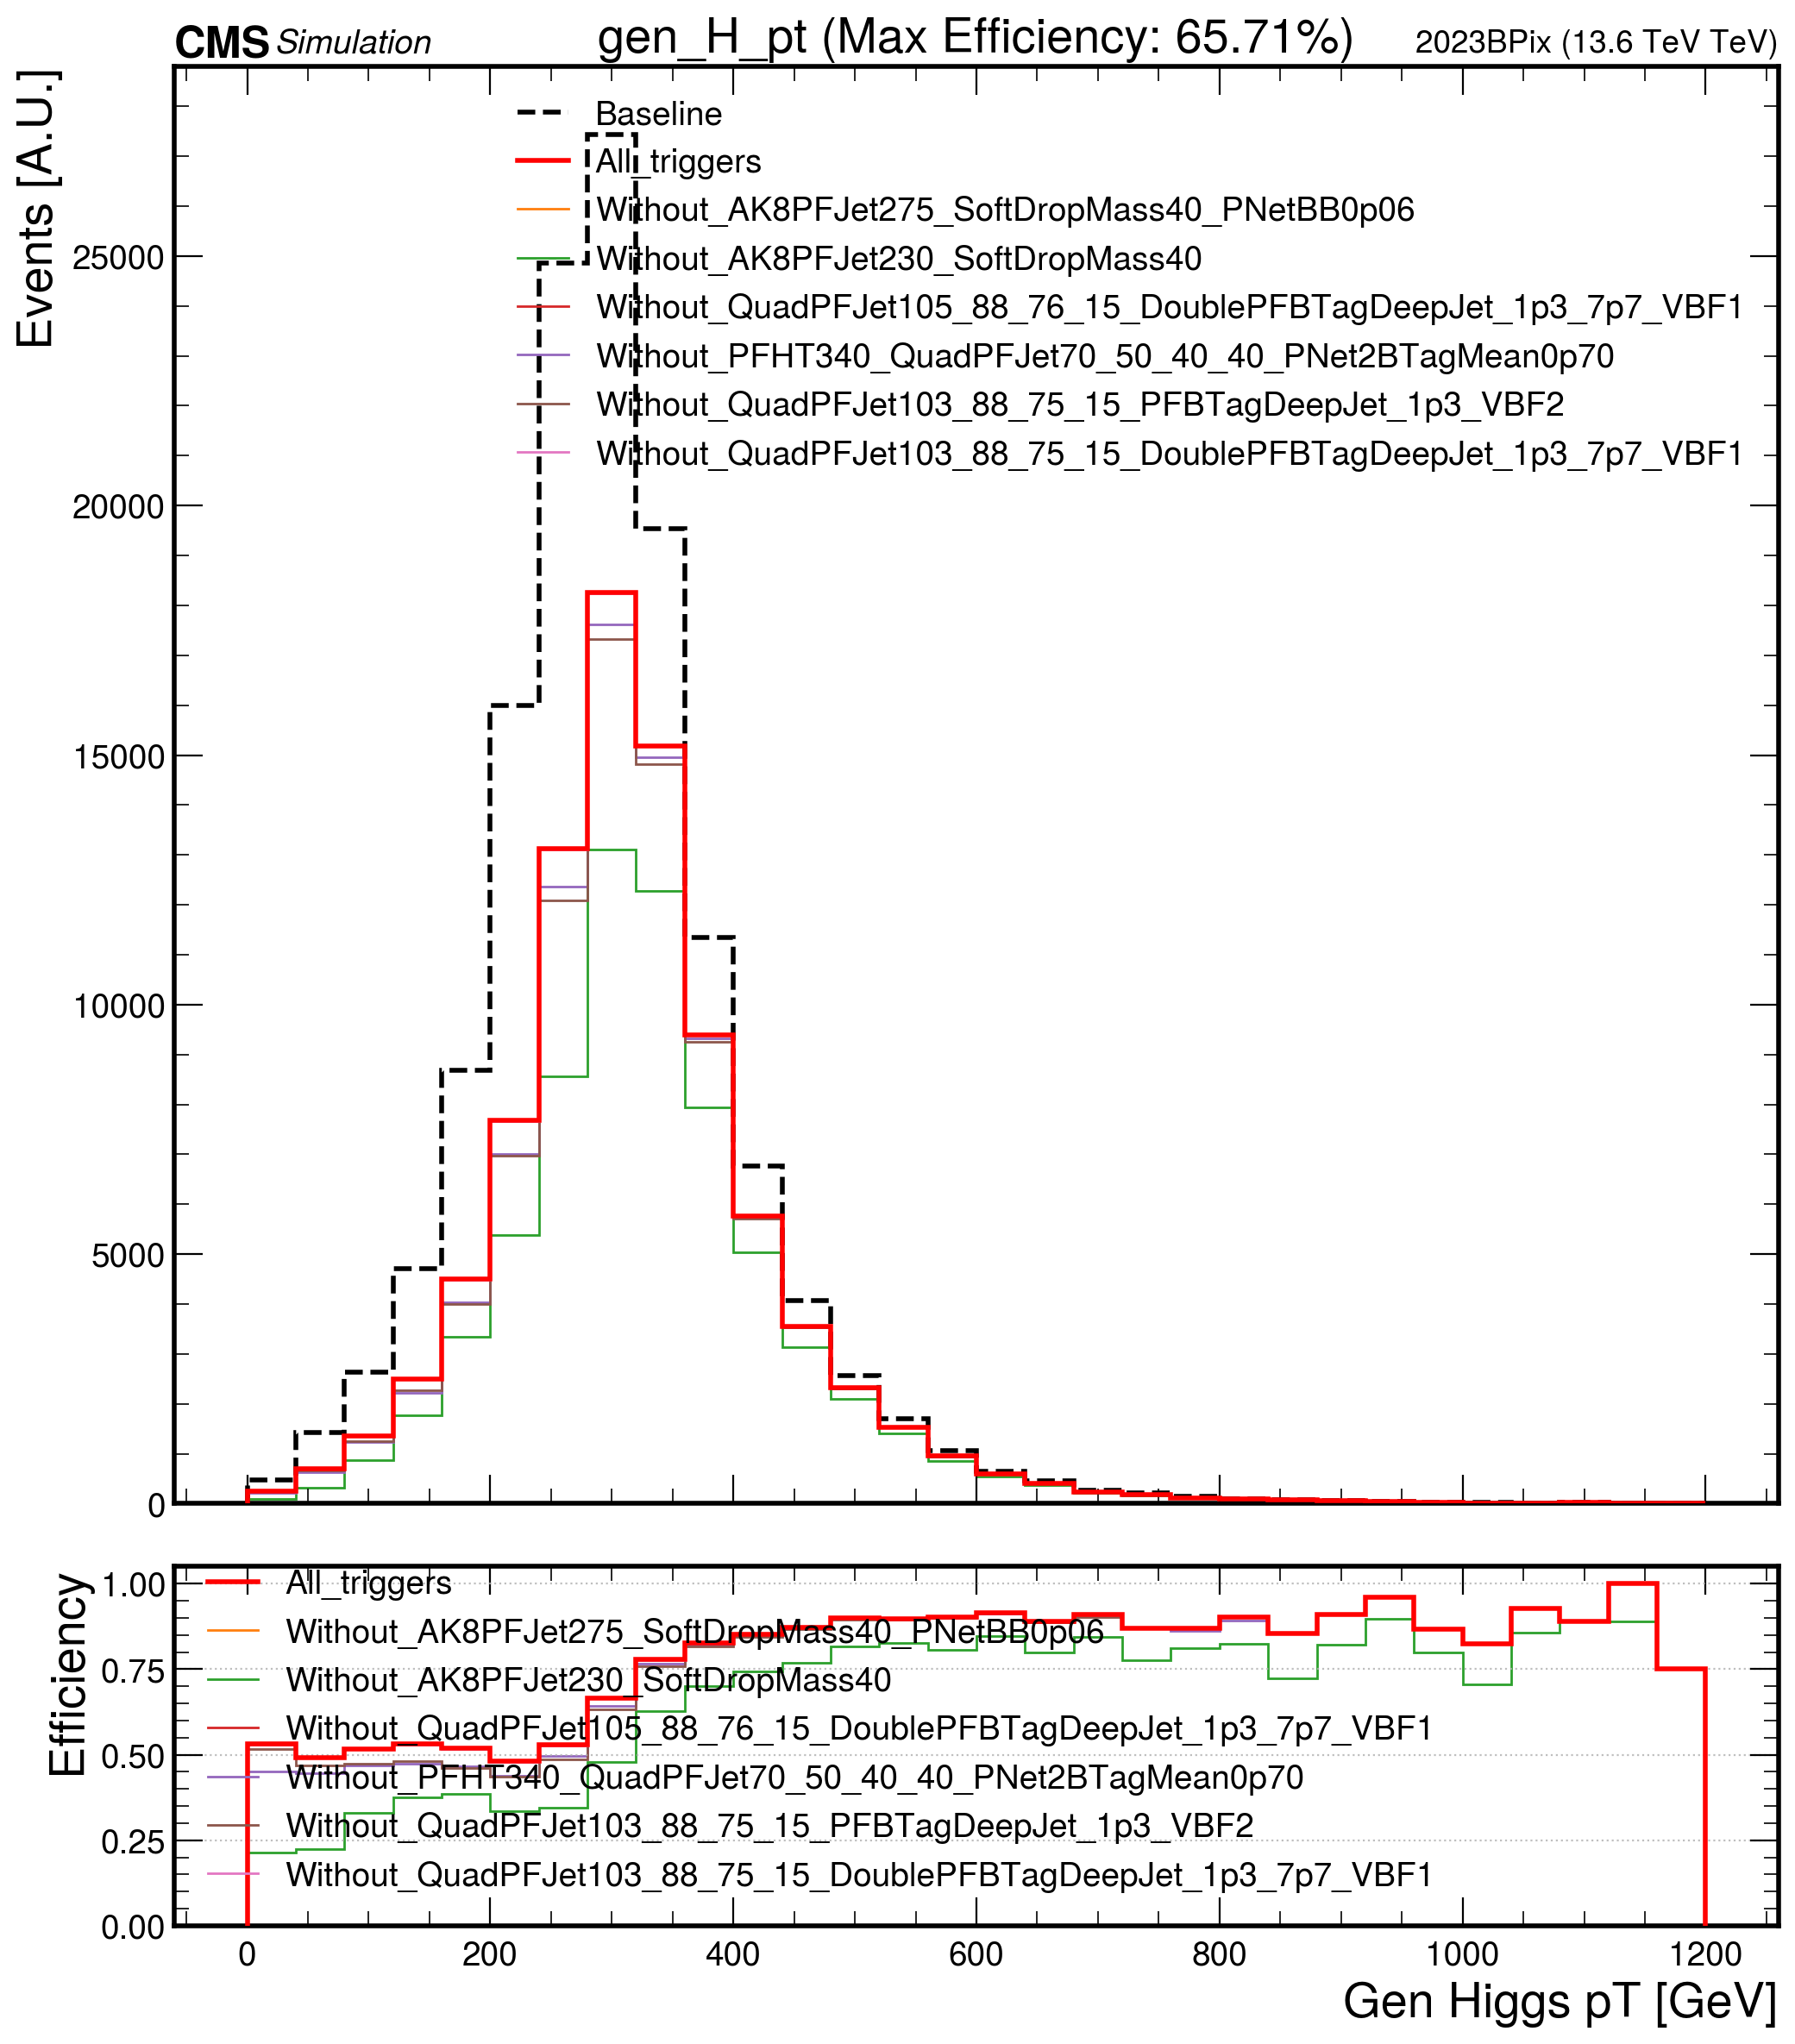 CMS Simulation gen_H_pt (Max Efficiency: 65.71%) 2023BPix (13.6 TeV TeV)
Events [A.U.]
Baseline
All_triggers
Without_AK8PFJet275_SoftDropMass40_PNetBB0p06
Without_AK8PFJet230_SoftDropMass40
Without_QuadPFJet105_88_76_15_DoublePFBTagDeepJet_1p3_7p7_VBF1
Without_PFHT340_QuadPFJet70_50_40_40_PNet2BTagMean0p70
Without_QuadPFJet103_88_75_15_PFBTagDeepJet_1p3_VBF2
Without_QuadPFJet103_88_75_15_DoublePFBTagDeepJet_1p3_7p7_VBF1
25000
20000
15000
10000
5000
0
Efficiency
1.00
0.75
0.50
0.25
0.00
All_triggers
Without_AK8PFJet275_SoftDropMass40_PNetBB0p06
Without_AK8PFJet230_SoftDropMass40
Without_QuadPFJet105_88_76_15_DoublePFBTagDeepJet_1p3_7p7_VBF1
Without_PFHT340_QuadPFJet70_50_40_40_PNet2BTagMean0p70
Without_QuadPFJet103_88_75_15_PFBTagDeepJet_1p3_VBF2
Without_QuadPFJet103_88_75_15_DoublePFBTagDeepJet_1p3_7p7_VBF1
0 200 400 600 800 1000 1200
Gen Higgs pT [GeV]